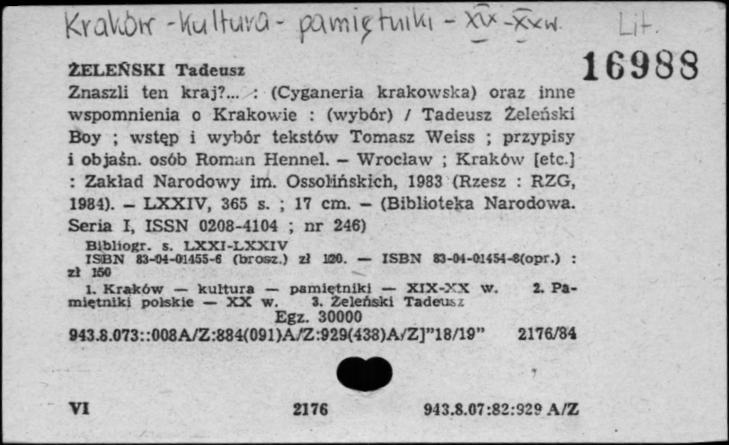 Kraków - kultura - pamiętniki - XIX-XXw. Lit.
16988
ŻELEŃSKI Tadeusz
Znaszli ten kraj?... : (Cyganeria krakowska) oraz inne
wspomnienia o Krakowie : (wybór) / Tadeusz Żeleński
Boy ; wstęp i wybór tekstów Tomasz Weiss ; przypisy
i objaśn. osób Roman Hennel. — Wrocław ; Kraków [etc.]
: Zakład Narodowy im. Ossolińskich, 1983 (Rzesz : RZG,
1984). — LXXIV, 365 s. ; 17 cm. — (Biblioteka Narodowa.
Seria I, ISSN 0208-4104 ; nr 246)
Bibliogr. s. LXXI-LXXIV
ISBN 83-04-01455-6 (brosz.) zł 120. — ISBN 83-04-01454-8(opr.) :
zł 150
1. Kraków — kultura — pamiętniki — XIX-XX w. 2. Pa-
miętniki polskie — XX w. 3. Żeleński Tadeusz
Egz. 30000
943.8.073::008A/Z:884(091)A/Z:929(438)A/Z]"18/19" 2176/84
VI 2176 943.8.07:82:929 A/Z